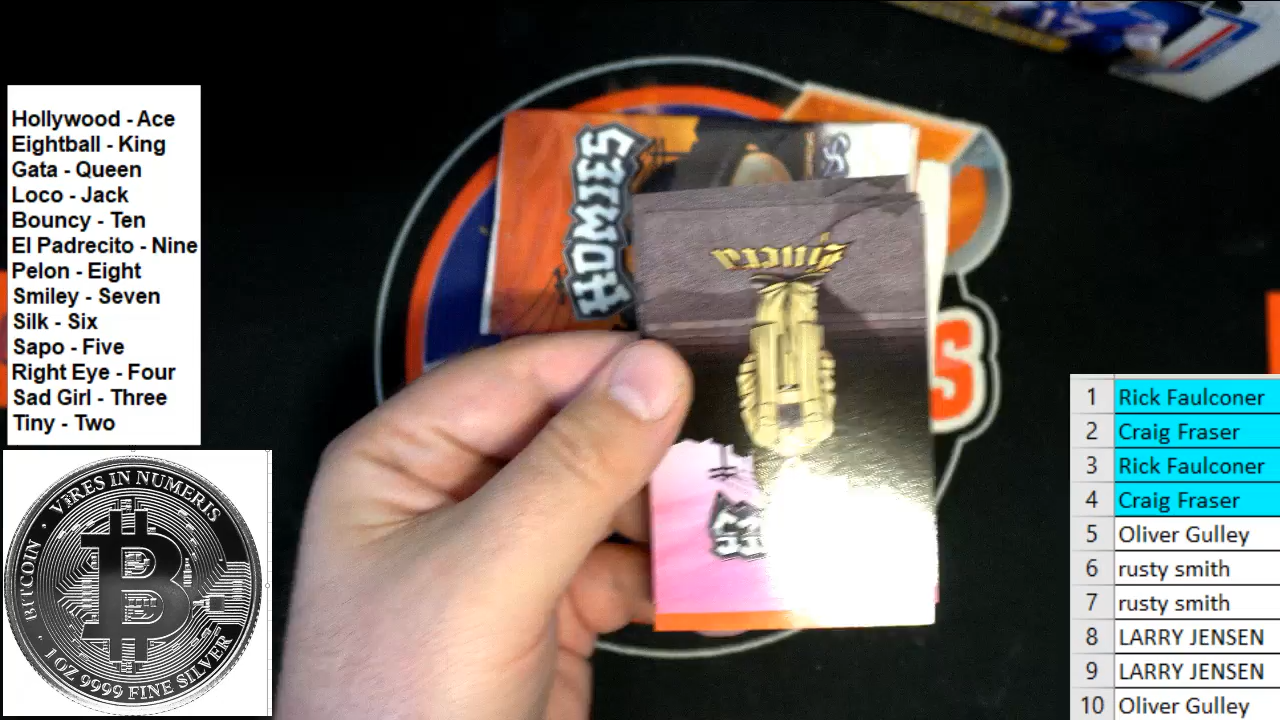 Hollywood - Ace
Eightball - King
Gata - Queen
Loco - Jack
Bouncy - Ten
El Padrecito - Nine
Pelon - Eight
Smiley - Seven
Silk - Six
Sapo - Five
Right Eye - Four
Sad Girl - Three
Tiny - Two
BITCOIN · VIRES IN NUMERIS ·
B
1 OZ 9999 FINE SILVER
HOMIES
17
S
1 Rick Faulconer
2 Craig Fraser
3 Rick Faulconer
4 Craig Fraser
5 Oliver Gulley
6 rusty smith
7 rusty smith
8 LARRY JENSEN
9 LARRY JENSEN
10 Oliver Gulley